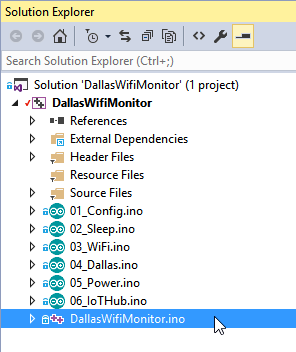 Solution Explorer
Search Solution Explorer (Ctrl+;)
Solution 'DallasWifiMonitor' (1 project)
DallasWifiMonitor
References
External Dependencies
Header Files
Resource Files
Source Files
01_Config.ino
02_Sleep.ino
03_WiFi.ino
04_Dallas.ino
05_Power.ino
06_IoTHub.ino
DallasWifiMonitor.ino